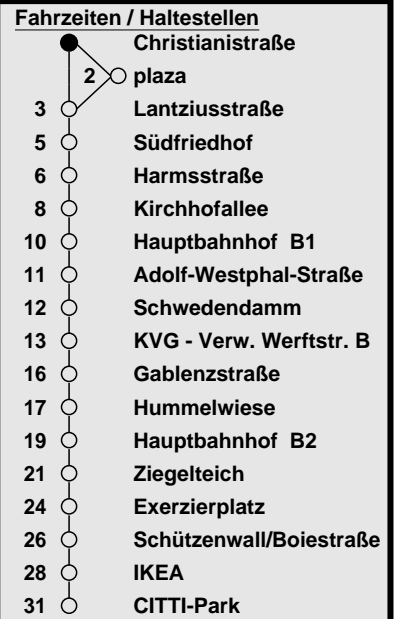 Fahrzeiten / Haltestellen
Christianistraße
2 plaza
3 Lantziusstraße
5 Südfriedhof
6 Harmsstraße
8 Kirchhofallee
10 Hauptbahnhof B1
11 Adolf-Westphal-Straße
12 Schwedendamm
13 KVG - Verw. Werftstr. B
16 Gablenzstraße
17 Hummelwiese
19 Hauptbahnhof B2
21 Ziegelteich
24 Exerzierplatz
26 Schützenwall/Boiestraße
28 IKEA
31 CITTI-Park